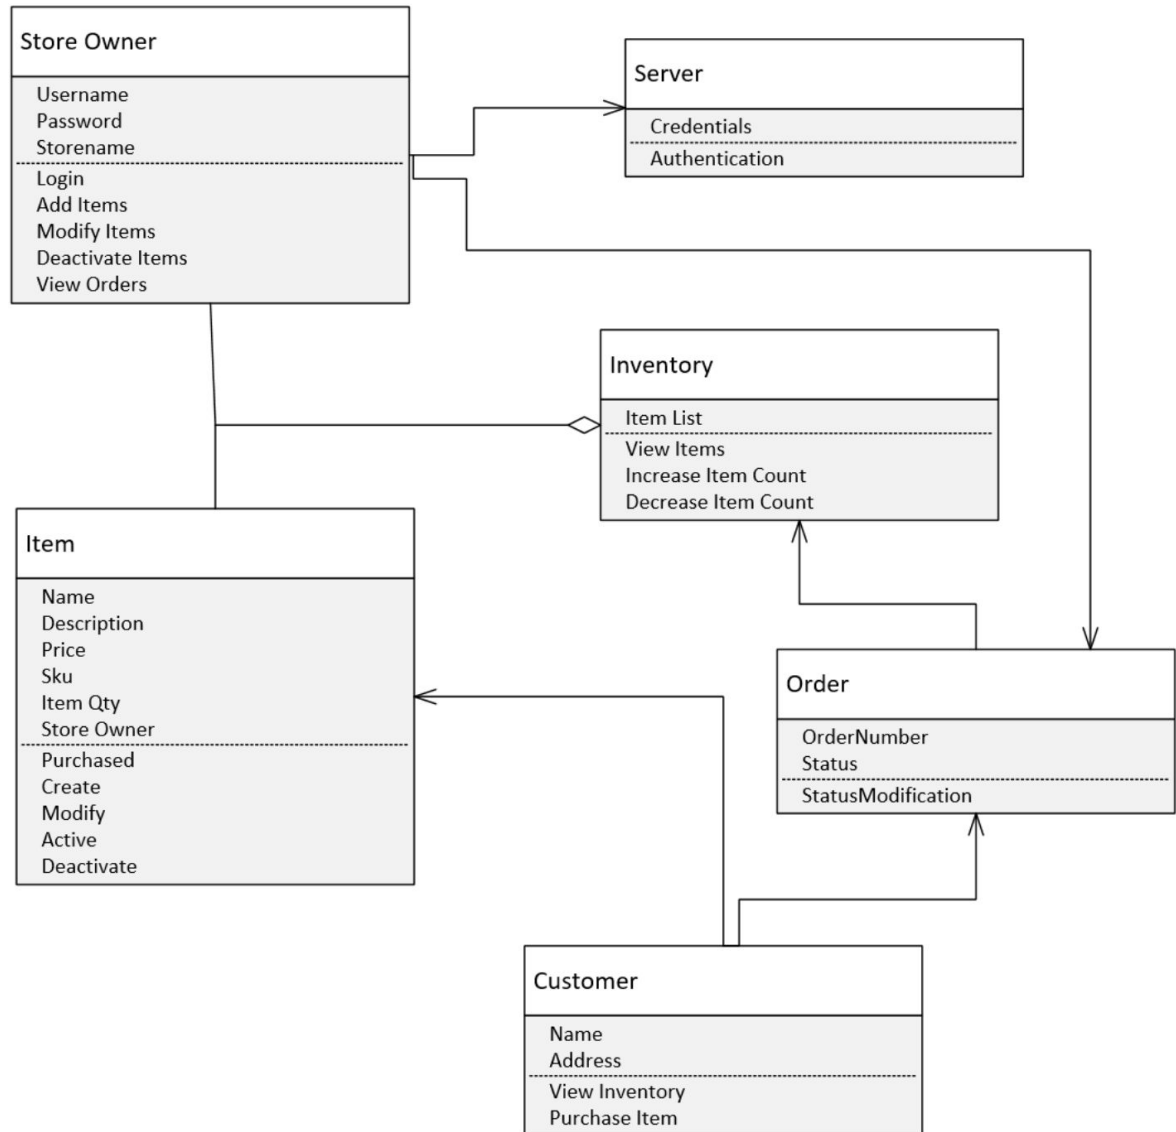 Store Owner
Username
Password
Storename
Login
Add Items
Modify Items
Deactivate Items
View Orders
Server
Credentials
Authentication
Inventory
Item List
View Items
Increase Item Count
Decrease Item Count
Item
Name
Description
Price
Sku
Item Qty
Store Owner
Purchased
Create
Modify
Active
Deactivate
Order
OrderNumber
Status
StatusModification
Customer
Name
Address
View Inventory
Purchase Item